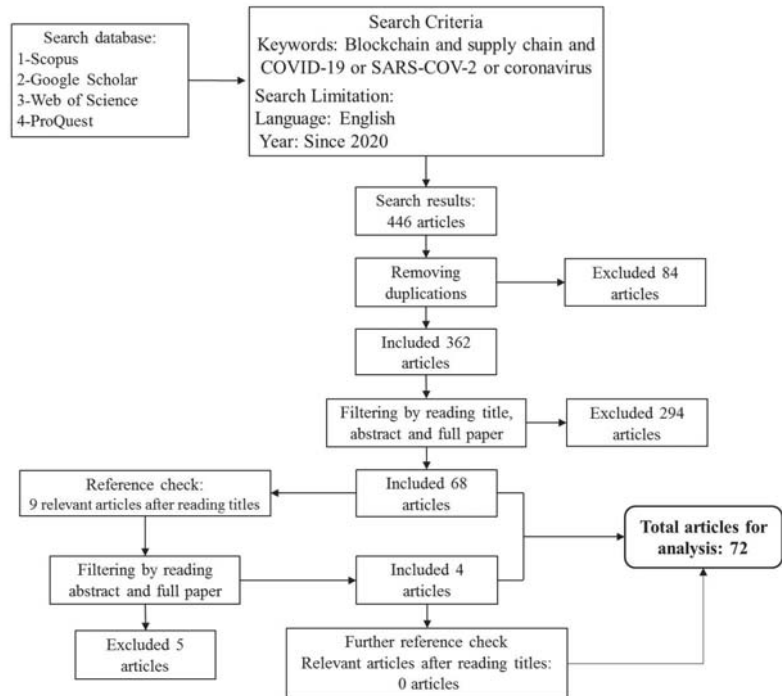 Search database:
1-Scopus
2-Google Scholar
3-Web of Science
4-ProQuest
Search Criteria
Keywords: Blockchain and supply chain and
COVID-19 or SARS-COV-2 or coronavirus
Search Limitation:
Language: English
Year: Since 2020
Search results:
446 articles
Removing
duplications
Excluded 84
articles
Included 362
articles
Filtering by reading title,
abstract and full paper
Excluded 294
articles
Included 68
articles
Reference check:
9 relevant articles after reading titles
Filtering by reading
abstract and full paper
Excluded 5
articles
Included 4
articles
Further reference check
Relevant articles after reading titles:
0 articles
Total articles for
analysis: 72